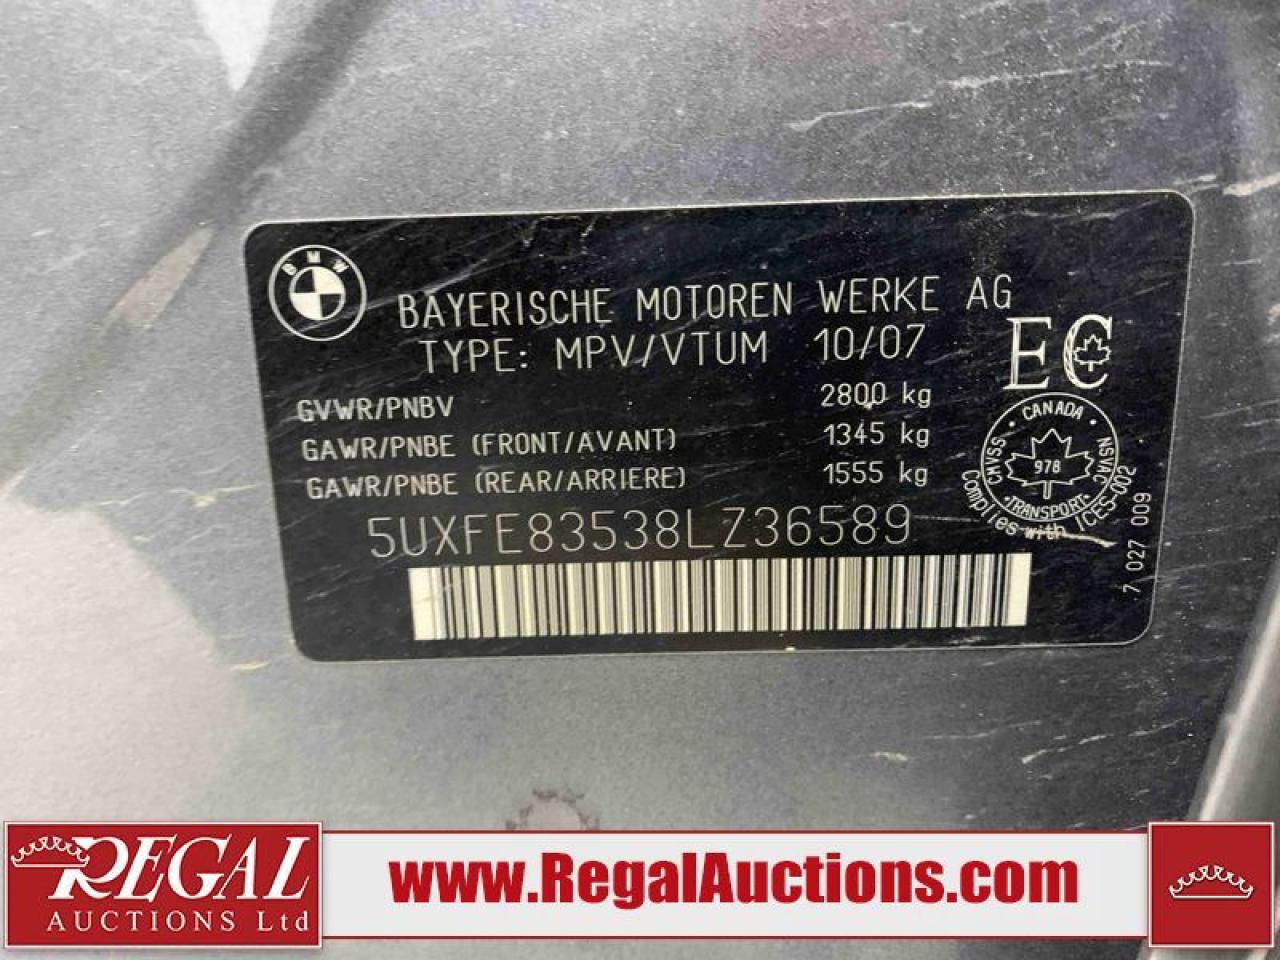 BMW
BAYERISCHE MOTOREN WERKE AG
TYPE: MPV/VTUM 10/07
GVWR/PNBV 2800 kg
GAWR/PNBE (FRONT/AVANT) 1345 kg
GAWR/PNBE (REAR/ARRIERE) 1555 kg
5UXFE83538LZ36589
EC
CANADA
CMVSS
NSVAC
978
TRANSPORT
Complies with ICES-002
7 027 009
REGAL
AUCTIONS Ltd
www.RegalAuctions.com